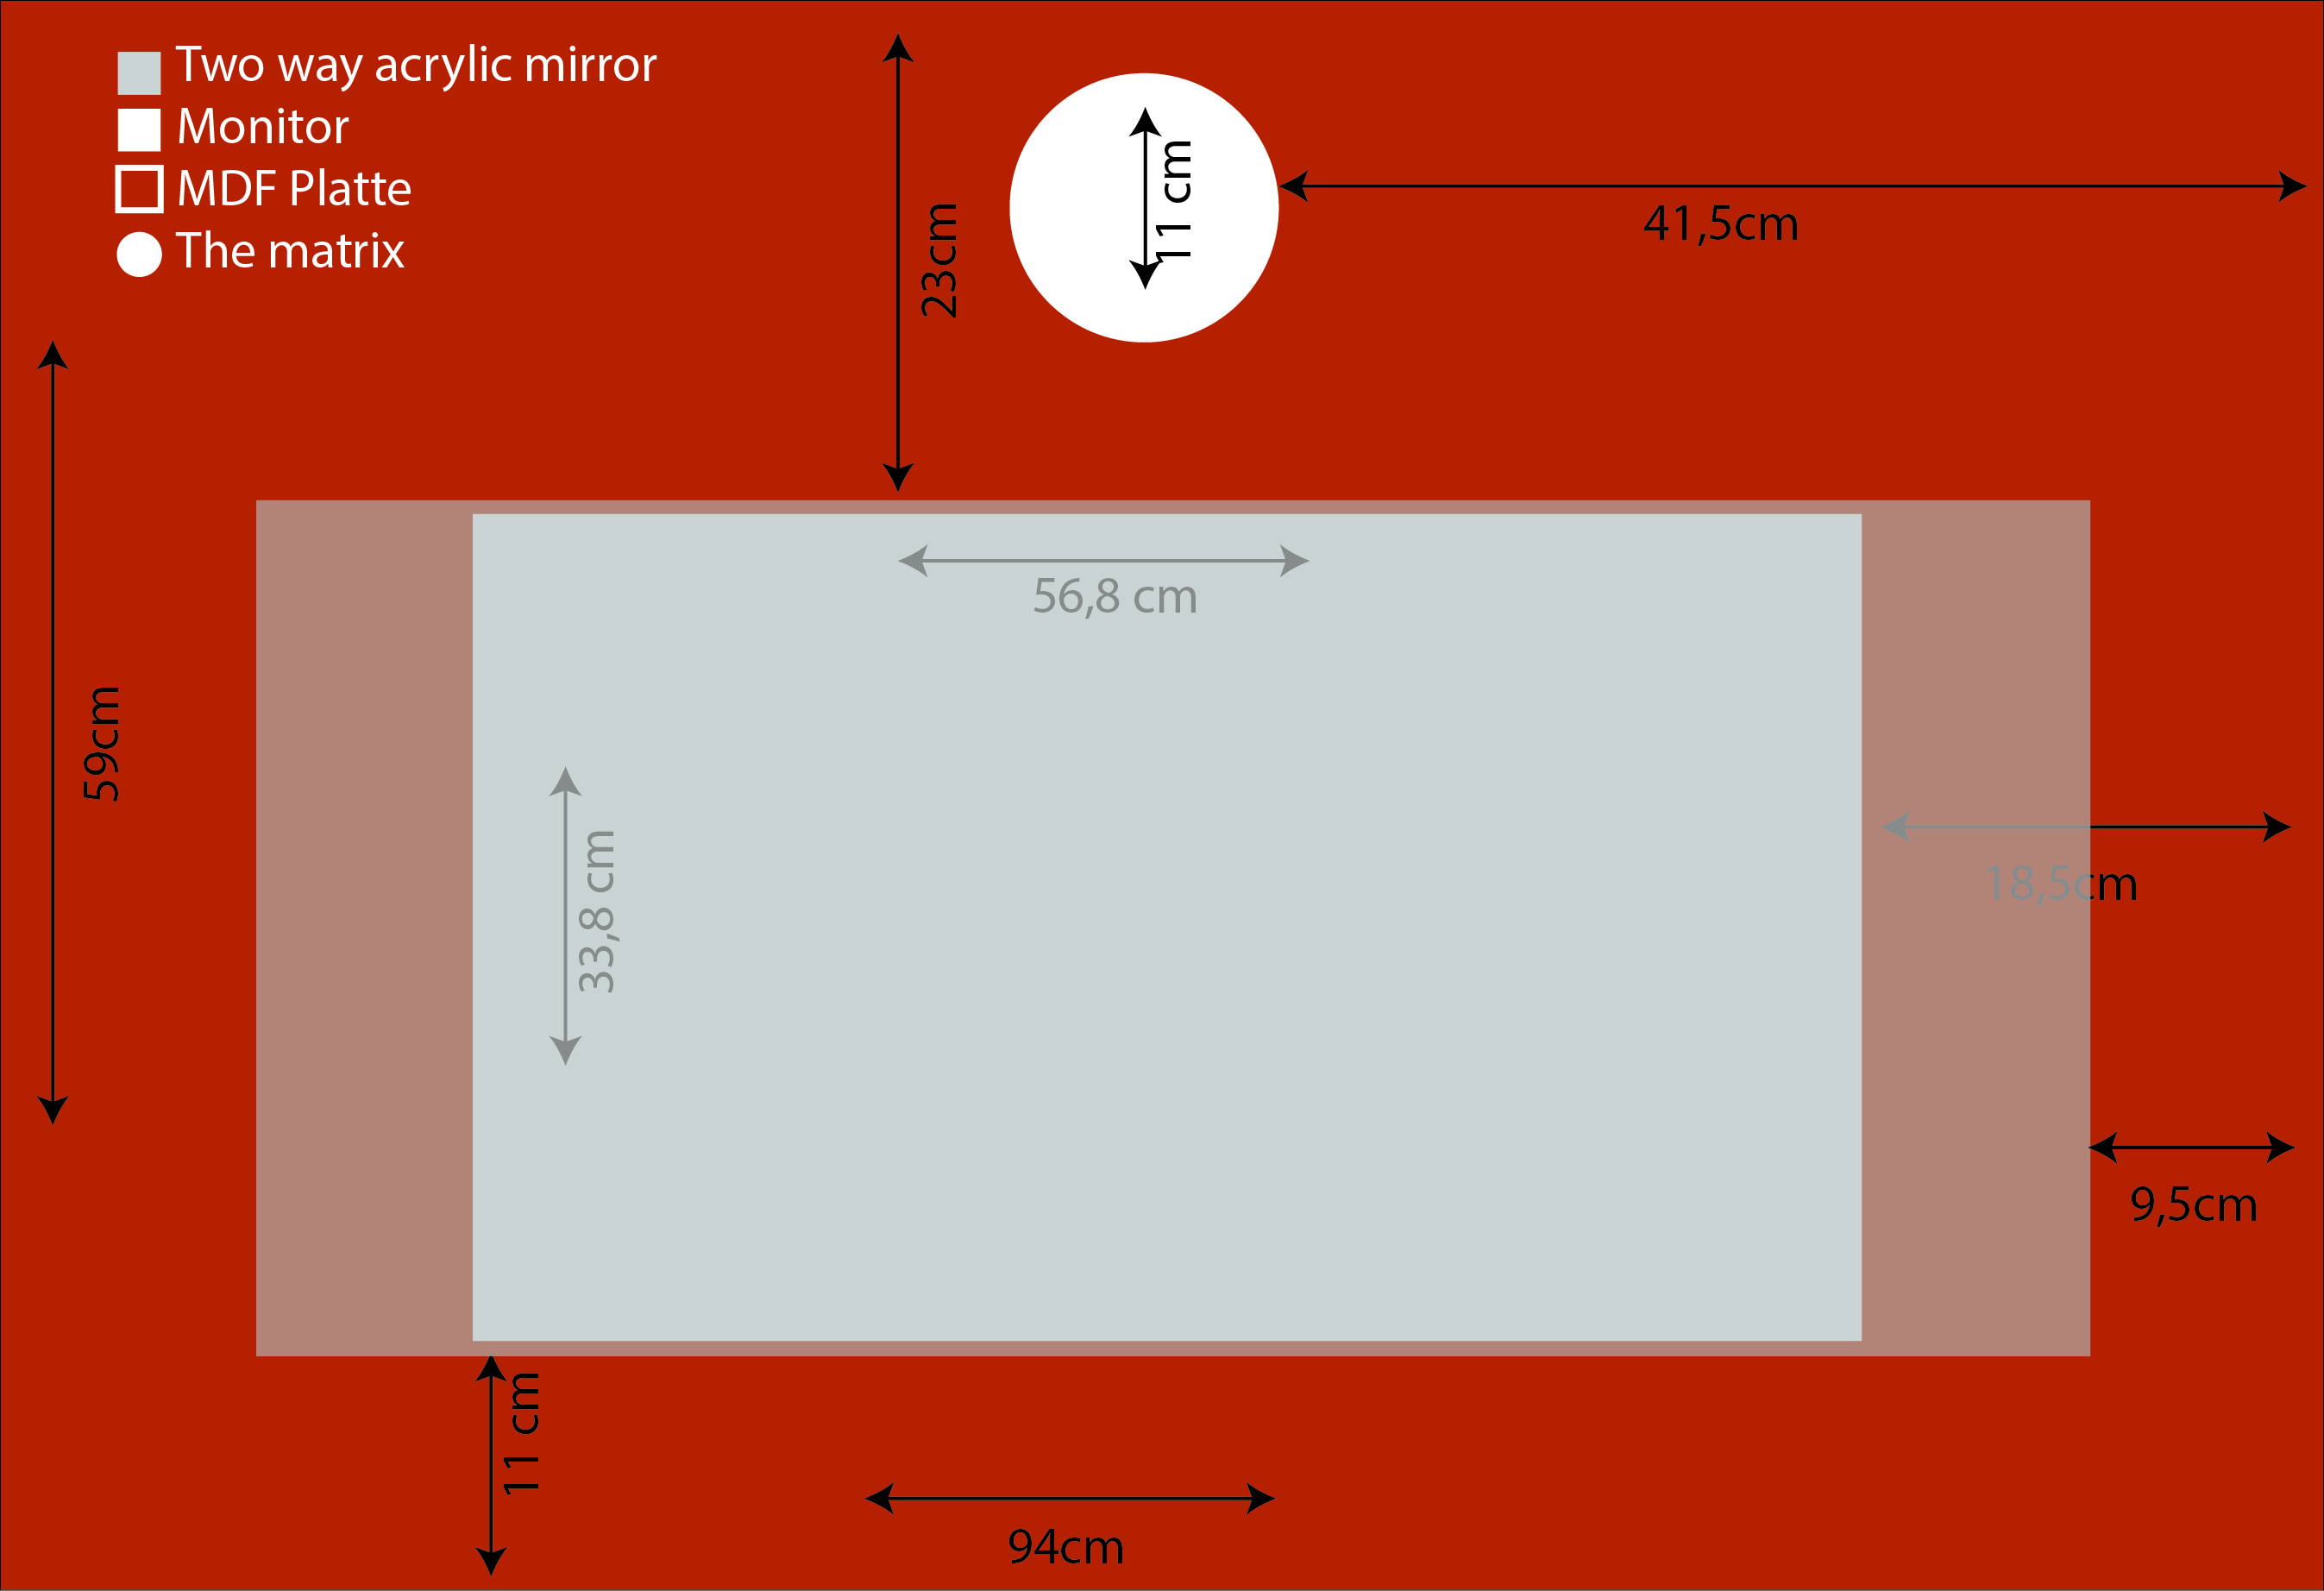 Two way acrylic mirror
Monitor
MDF Platte
The matrix
11 cm
41,5cm
23cm
56,8 cm
59cm
33,8 cm
18,5cm
9,5cm
11 cm
94cm